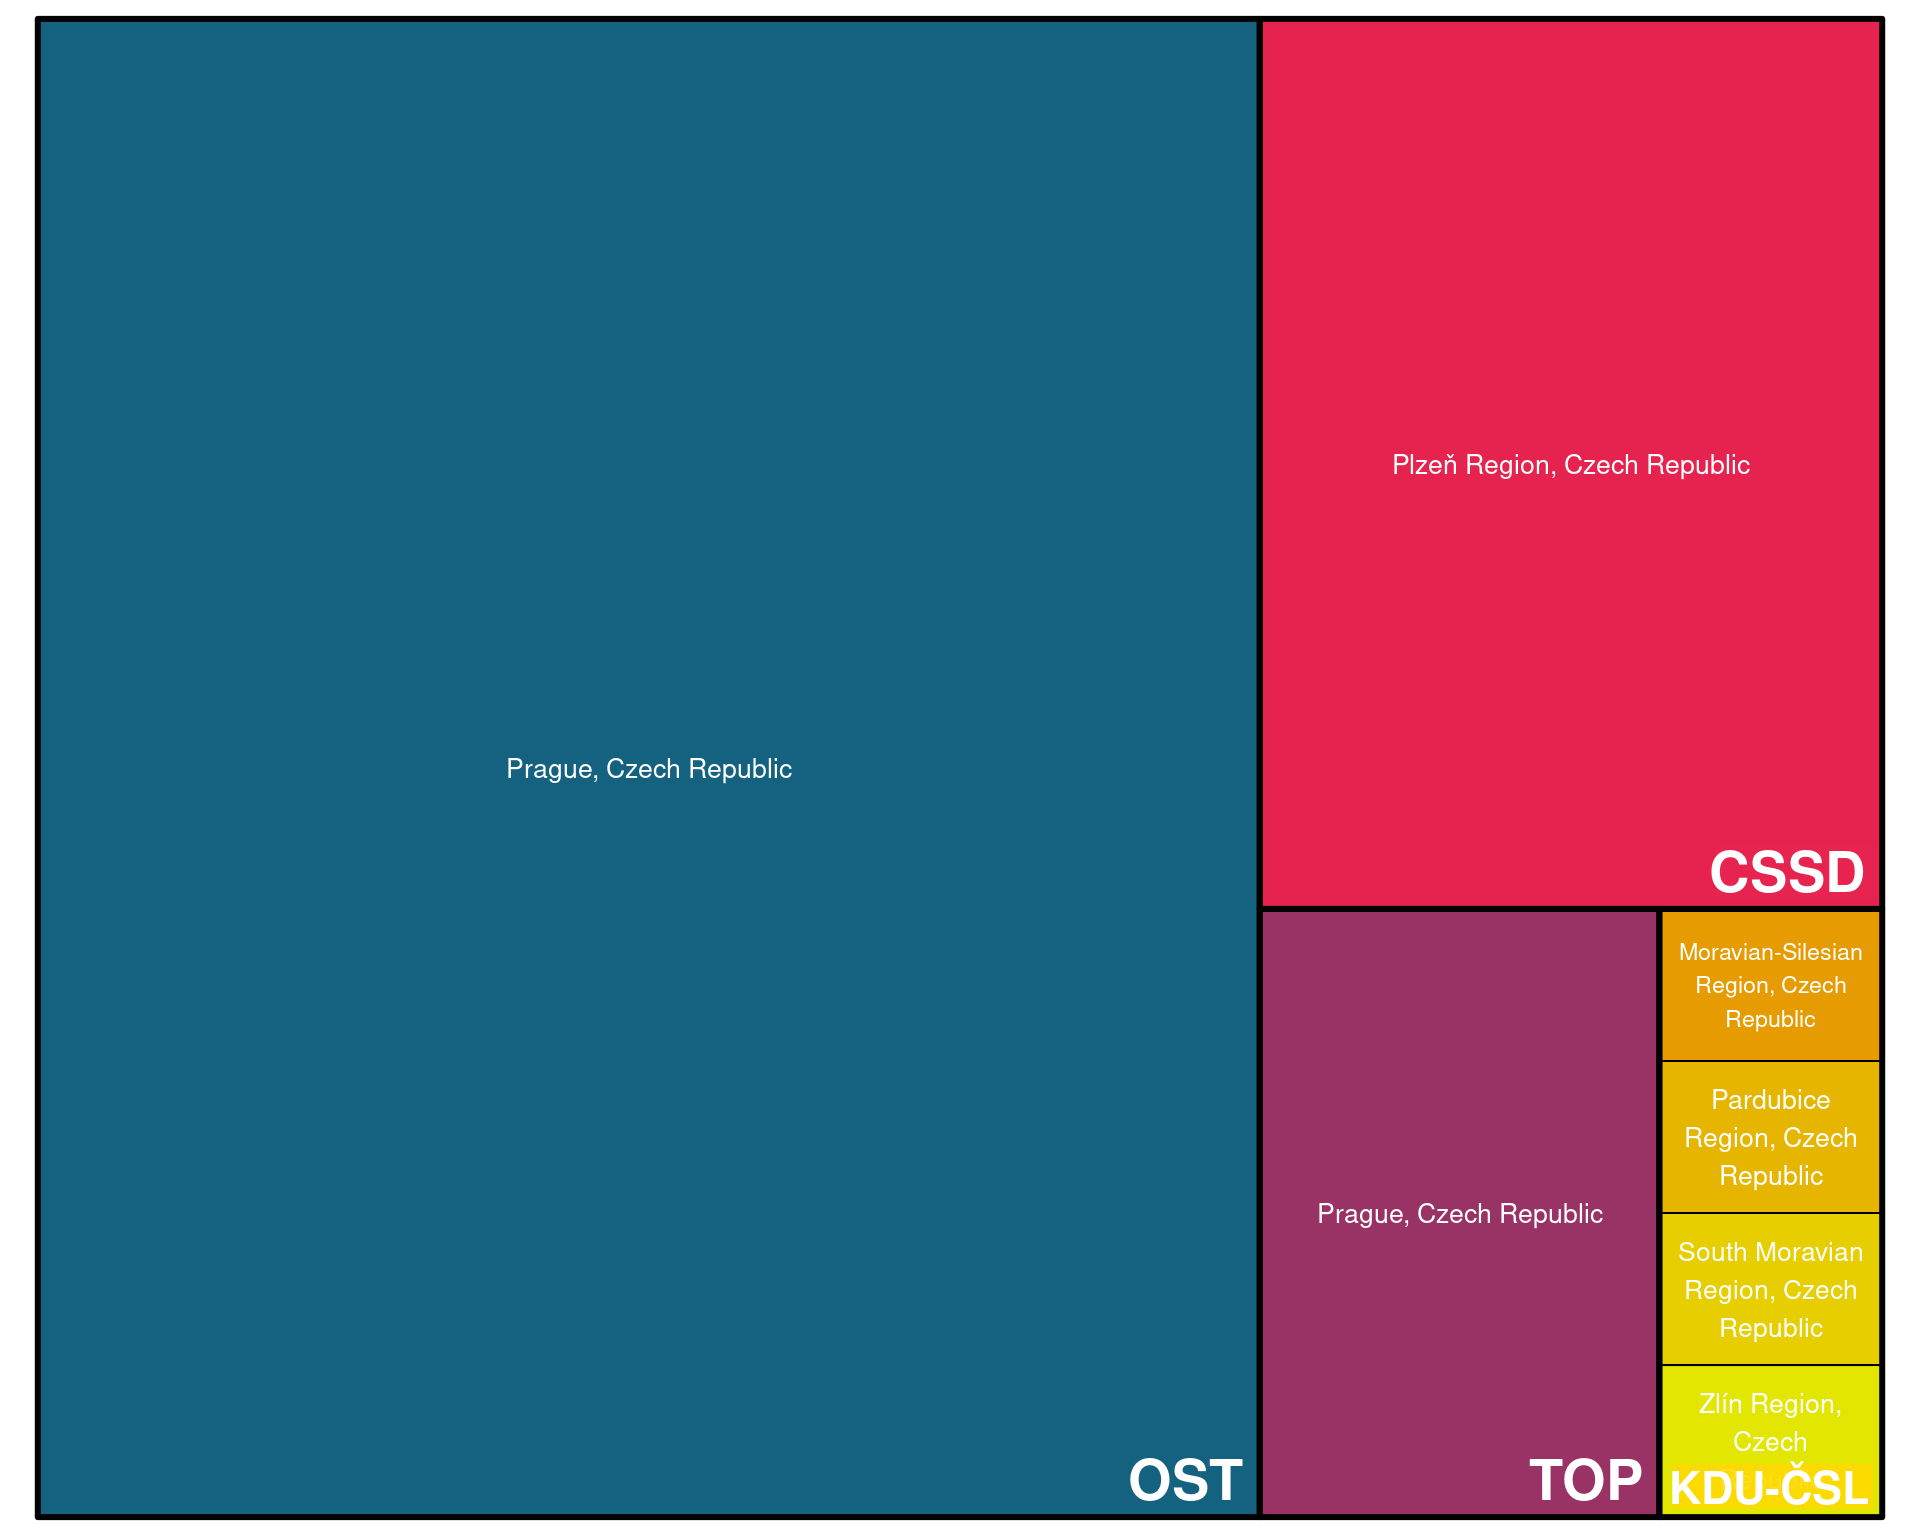 Prague, Czech Republic
OST
Plzeň Region, Czech Republic
CSSD
Prague, Czech Republic
TOP
Moravian-Silesian
Region, Czech
Republic
Pardubice
Region, Czech
Republic
South Moravian
Region, Czech
Republic
Zlín Region,
Czech
KDU-ČSL